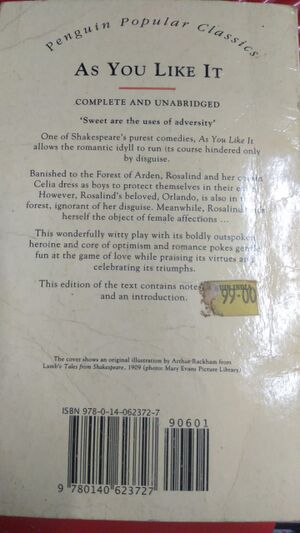 Penguin Popular Classics
AS YOU LIKE IT
COMPLETE AND UNABRIDGED
'Sweet are the uses of adversity'
One of Shakespeare's purest comedies, As You Like It
allows the romantic idyll to run its course hindered only
by disguise.
Banished to the Forest of Arden, Rosalind and her
Celia dress as boys to protect themselves in their
However, Rosalind's beloved, Orlando, is also in
forest, ignorant of her disguise. Meanwhile, Rosalind
herself the object of female affections ...
This wonderfully witty play with its boldly outspoken
heroine and core of optimism and romance pokes gentle
fun at the game of love while praising its virtues and
celebrating its triumphs.
This edition of the text contains notes
and an introduction.
99-00
The cover shows an original illustration by Arthur Rackham from
Lamb's Tales from Shakespeare, 1909 (photo: Mary Evans Picture Library)
ISBN 978-0-14-062372-7
90601
9 780140 623727